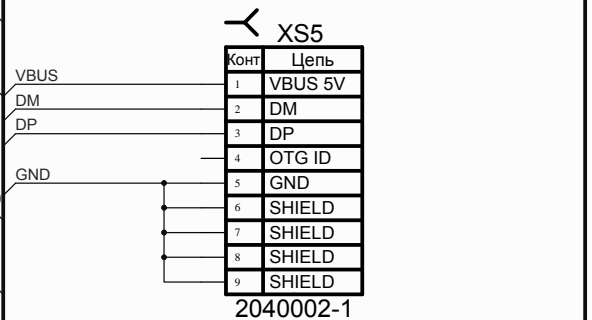 XS5
Конт Цепь
VBUS 1 VBUS 5V
DM 2 DM
DP 3 DP
4 OTG ID
GND 5 GND
6 SHIELD
7 SHIELD
8 SHIELD
9 SHIELD
2040002-1